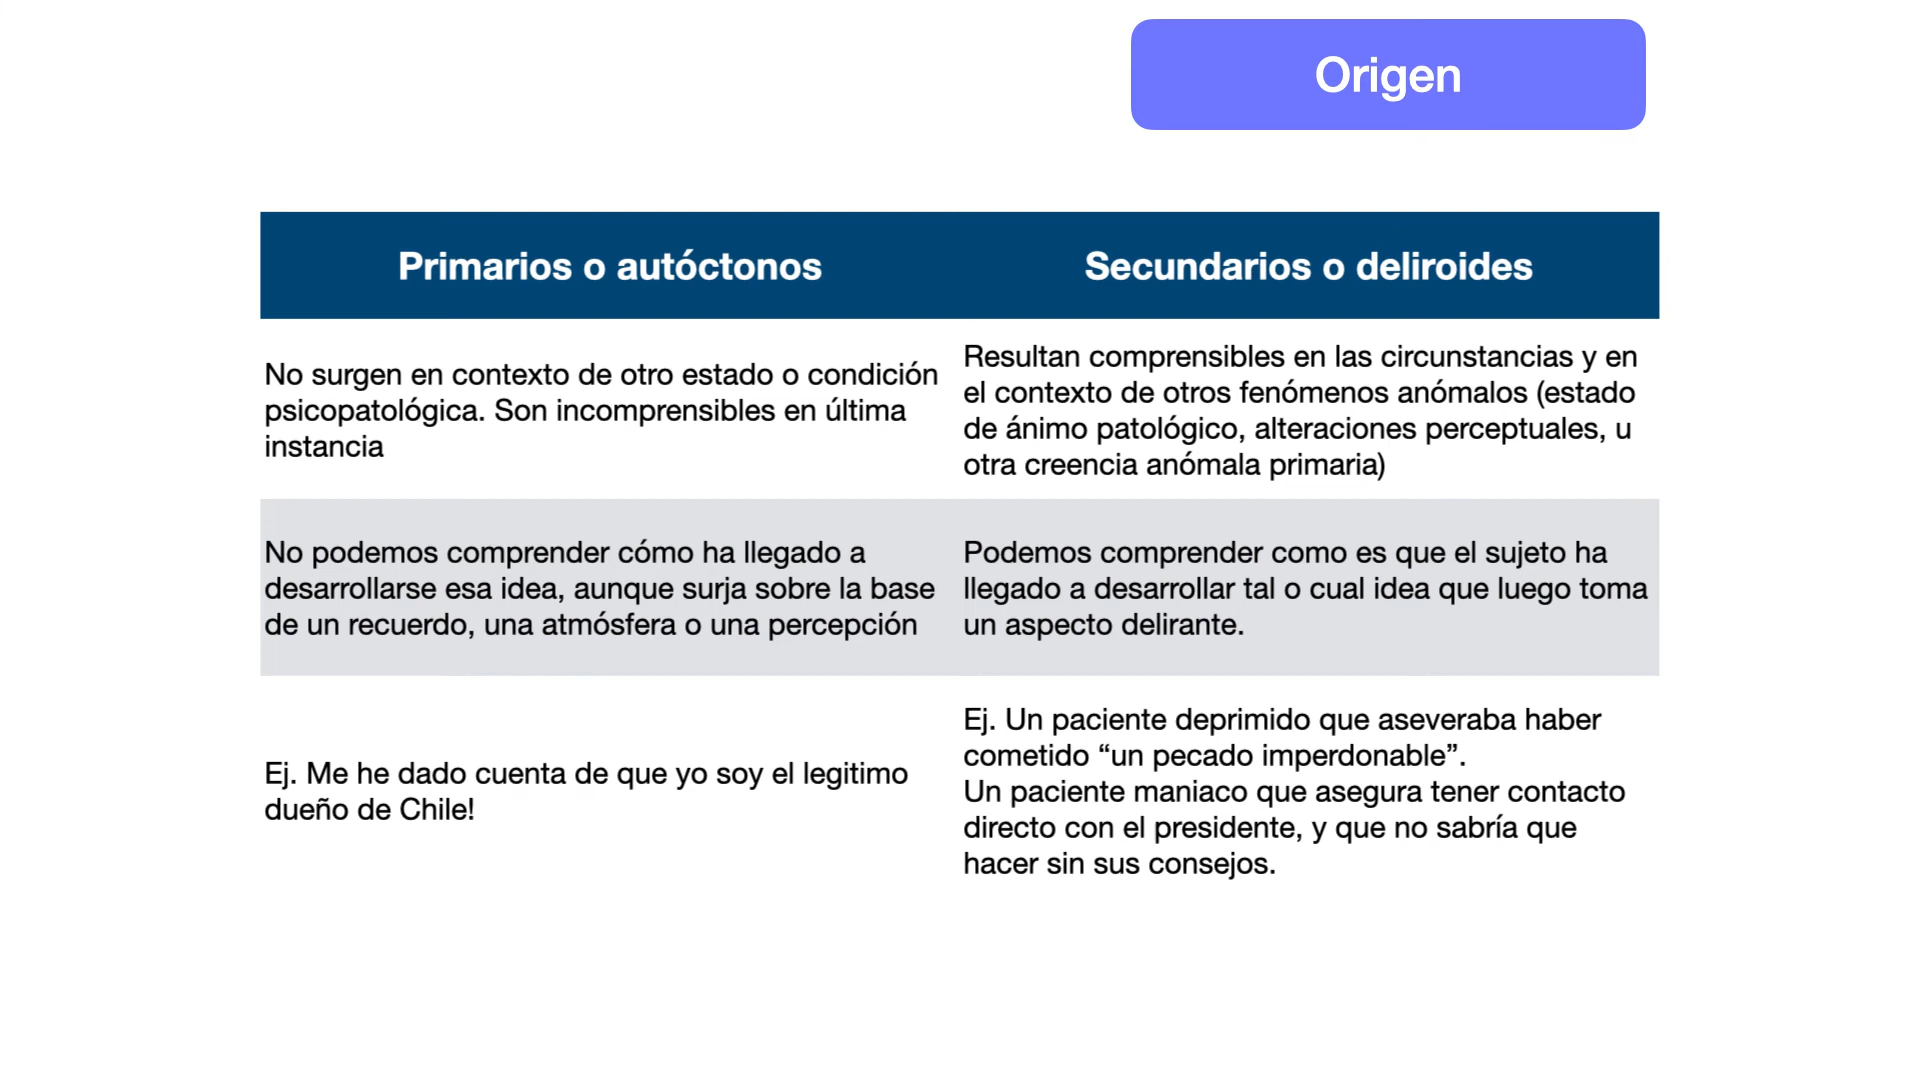 Origen
Primarios o autóctonos
Secundarios o deliroides
No surgen en contexto de otro estado o condición
psicopatológica. Son incomprensibles en última
instancia
Resultan comprensibles en las circunstancias y en
el contexto de otros fenómenos anómalos (estado
de ánimo patológico, alteraciones perceptuales, u
otra creencia anómala primaria)
No podemos comprender cómo ha llegado a
desarrollarse esa idea, aunque surja sobre la base
de un recuerdo, una atmósfera o una percepción
Podemos comprender como es que el sujeto ha
llegado a desarrollar tal o cual idea que luego toma
un aspecto delirante.
Ej. Me he dado cuenta de que yo soy el legitimo
dueño de Chile!
Ej. Un paciente deprimido que aseveraba haber
cometido “un pecado imperdonable”.
Un paciente maniaco que asegura tener contacto
directo con el presidente, y que no sabría que
hacer sin sus consejos.